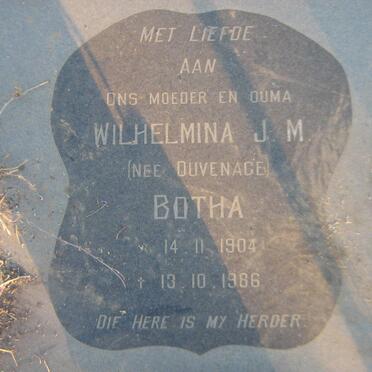 MET LIEFDE
AAN
ONS MOEDER EN OUMA
WILHELMINA J. M.
(NEE DUVENAGE)
BOTHA
* 14.11.1904
† 13.10.1986
DIE HERE IS MY HERDER.